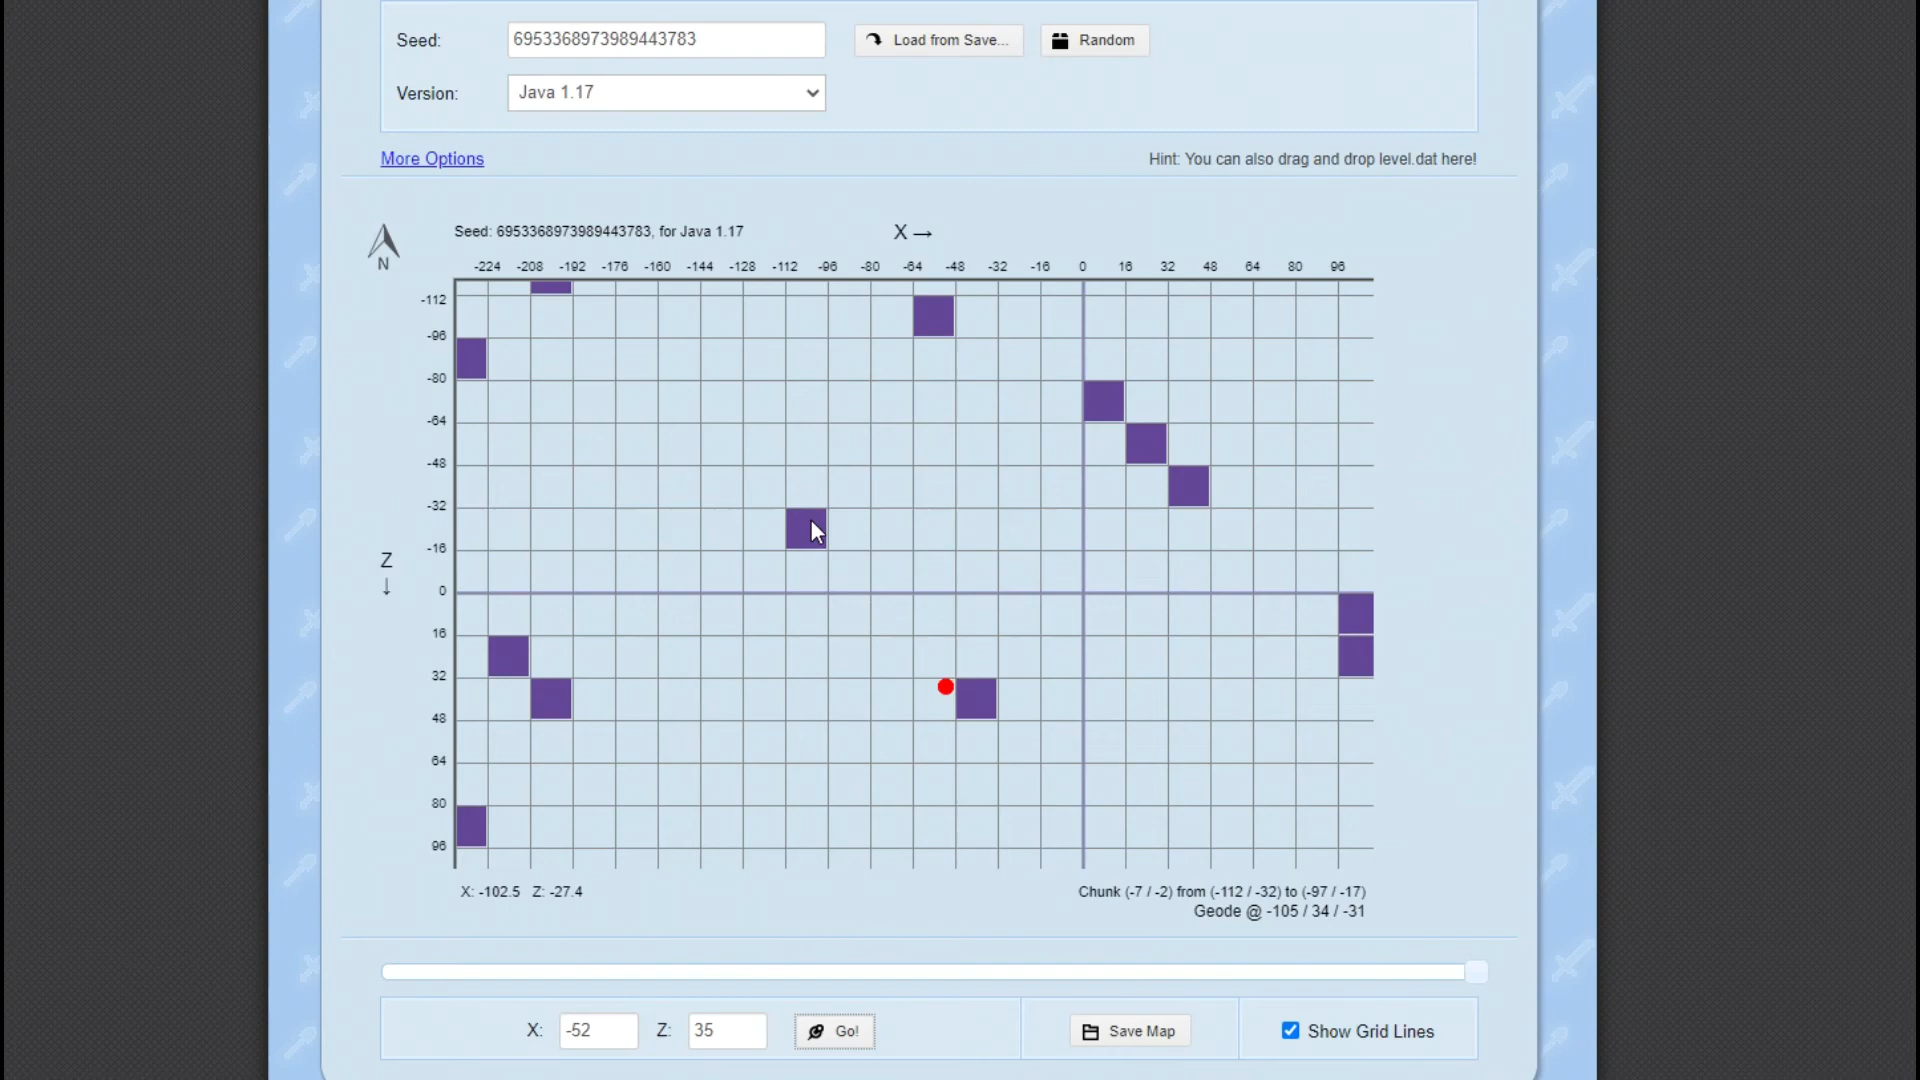 Seed: 6953368973989443783 Load from Save... Random
Version: Java 1.17
More Options Hint: You can also drag and drop level.dat here!
N
Seed: 6953368973989443783, for Java 1.17 X →
-224 -208 -192 -176 -160 -144 -128 -112 -96 -80 -64 -48 -32 -16 0 16 32 48 64 80 96
-112
-96
-80
-64
-48
-32
-16
Z
↓
0
16
32
48
64
80
96
X: -102.5 Z: -27.4 Chunk (-7 / -2) from (-112 / -32) to (-97 / -17)
Geode @ -105 / 34 / -31
X: -52 Z: 35 Go! Save Map Show Grid Lines